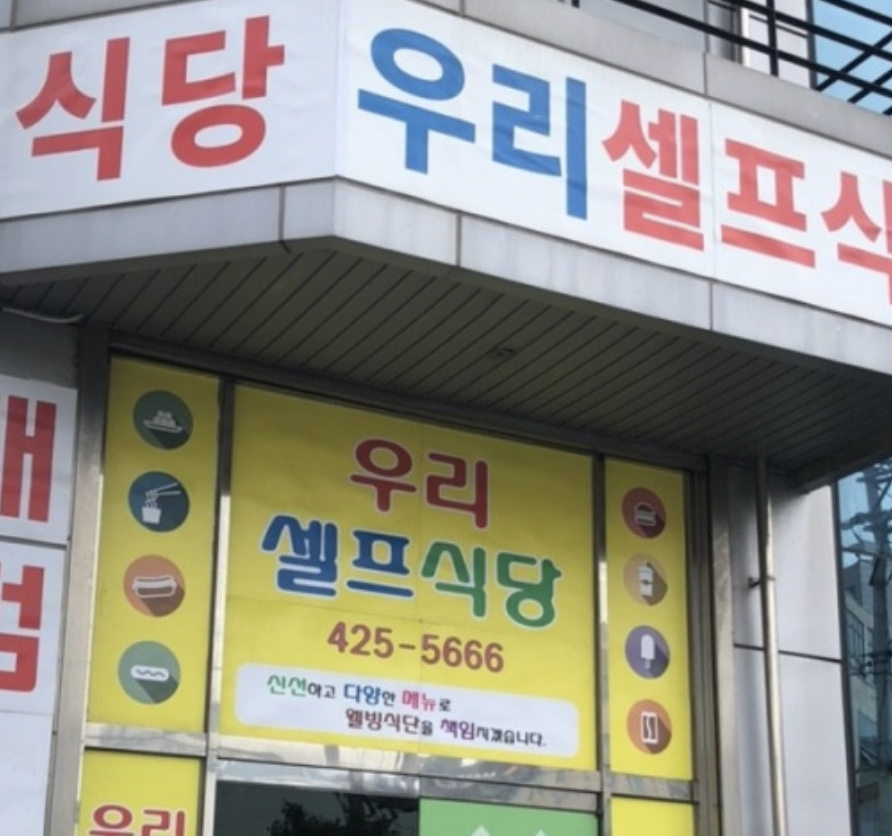 식당 우리셀프식
우리
셀프식당
425-5666
신선하고 다양한 메뉴로
웰빙식단을 책임지겠습니다.
우리